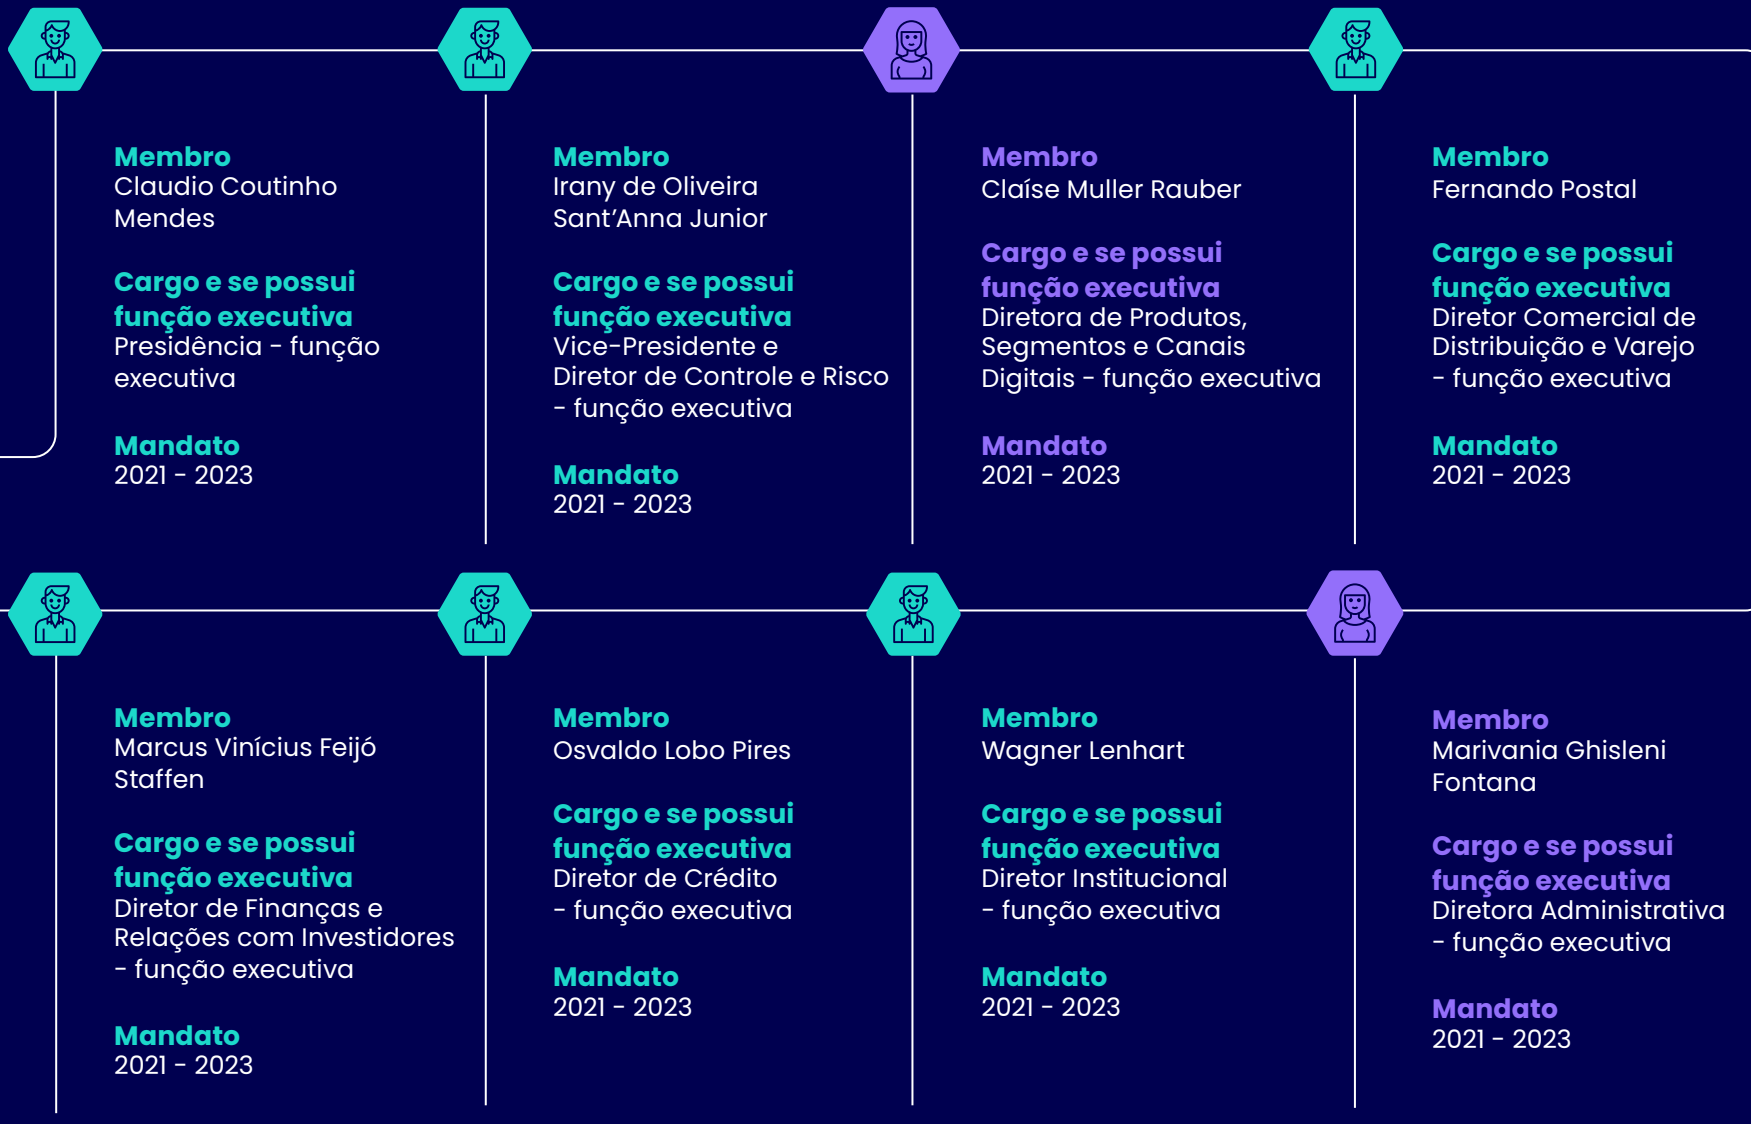 Membro
Claudio Coutinho
Mendes
Cargo e se possui
função executiva
Presidência - função
executiva
Mandato
2021 - 2023
Membro
Irany de Oliveira
Sant’Anna Junior
Cargo e se possui
função executiva
Vice-Presidente e
Diretor de Controle e Risco
- função executiva
Mandato
2021 - 2023
Membro
Claíse Muller Rauber
Cargo e se possui
função executiva
Diretora de Produtos,
Segmentos e Canais
Digitais - função executiva
Mandato
2021 - 2023
Membro
Fernando Postal
Cargo e se possui
função executiva
Diretor Comercial de
Distribuição e Varejo
- função executiva
Mandato
2021 - 2023
Membro
Marcus Vinícius Feijó
Staffen
Cargo e se possui
função executiva
Diretor de Finanças e
Relações com Investidores
- função executiva
Mandato
2021 - 2023
Membro
Osvaldo Lobo Pires
Cargo e se possui
função executiva
Diretor de Crédito
- função executiva
Mandato
2021 - 2023
Membro
Wagner Lenhart
Cargo e se possui
função executiva
Diretor Institucional
- função executiva
Mandato
2021 - 2023
Membro
Marivania Ghisleni
Fontana
Cargo e se possui
função executiva
Diretora Administrativa
- função executiva
Mandato
2021 - 2023